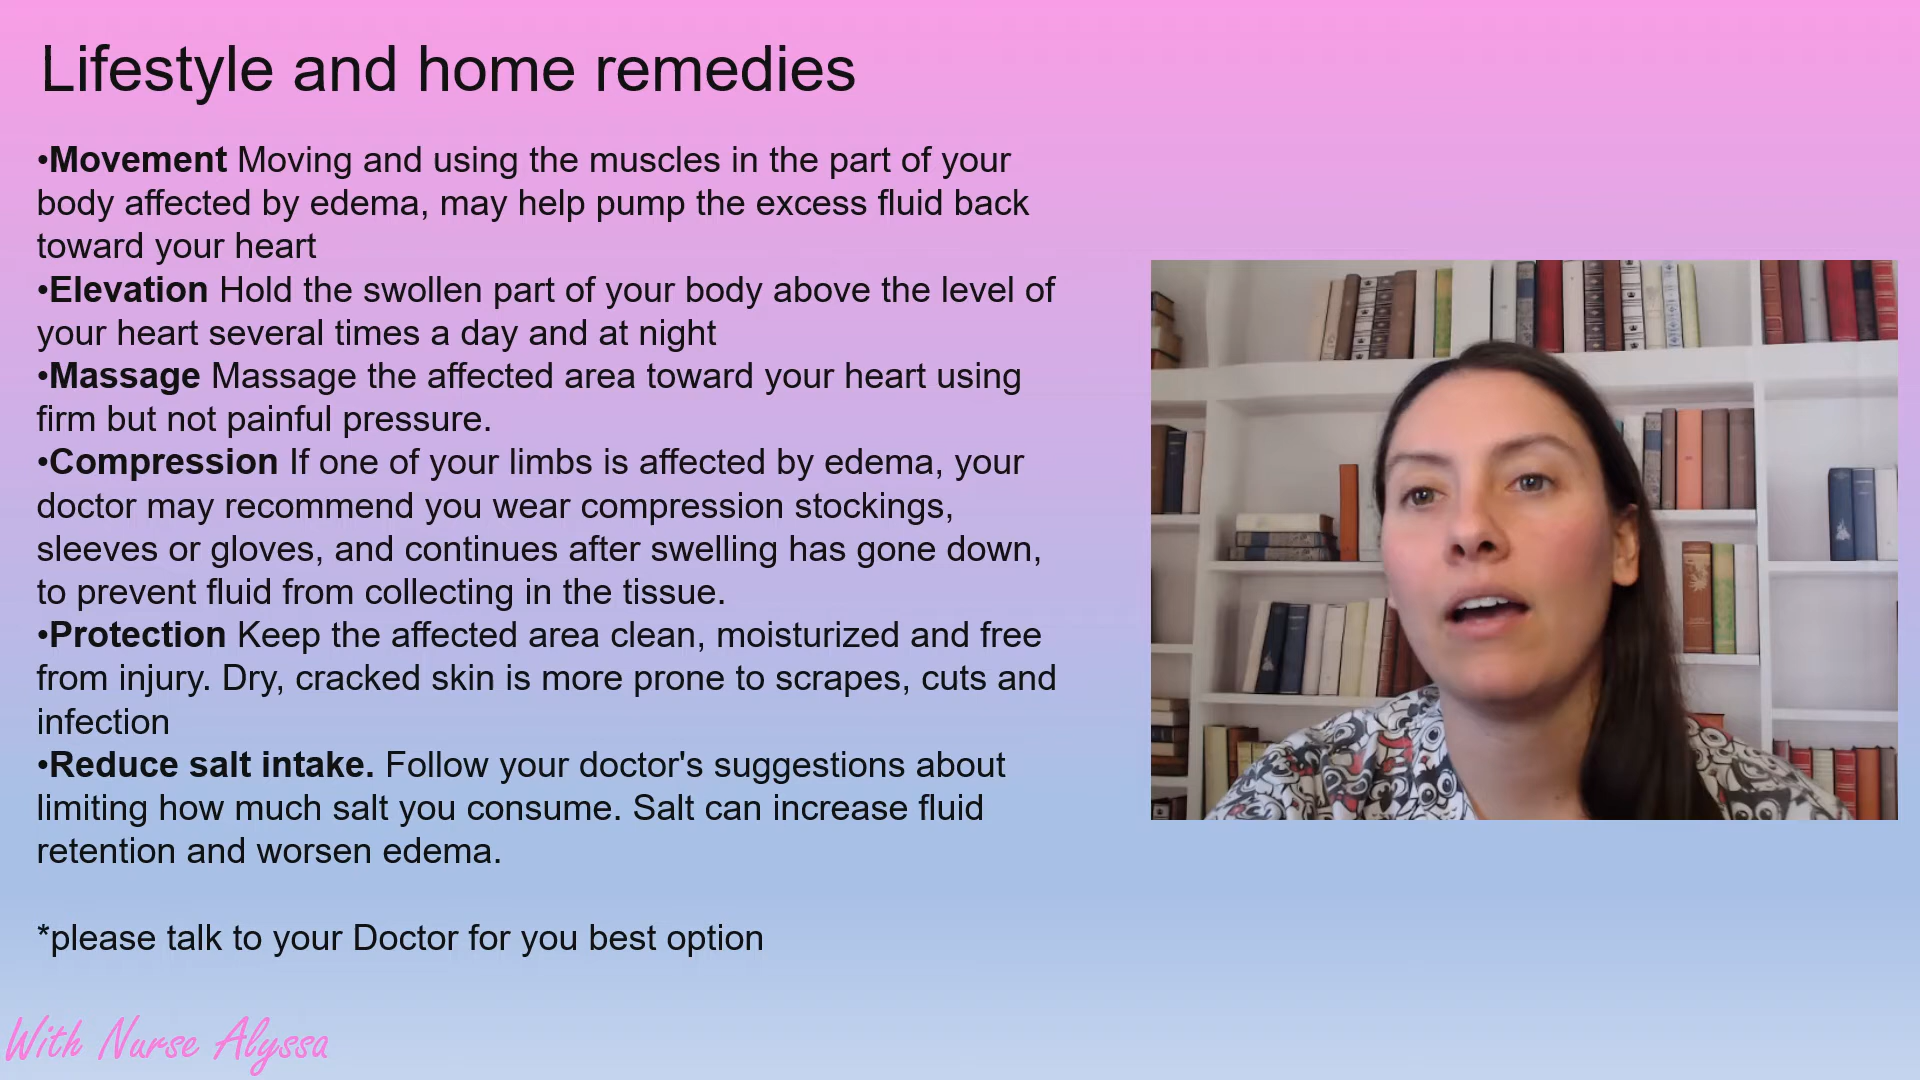 Lifestyle and home remedies
•Movement Moving and using the muscles in the part of your
body affected by edema, may help pump the excess fluid back
toward your heart
•Elevation Hold the swollen part of your body above the level of
your heart several times a day and at night
•Massage Massage the affected area toward your heart using
firm but not painful pressure.
•Compression If one of your limbs is affected by edema, your
doctor may recommend you wear compression stockings,
sleeves or gloves, and continues after swelling has gone down,
to prevent fluid from collecting in the tissue.
•Protection Keep the affected area clean, moisturized and free
from injury. Dry, cracked skin is more prone to scrapes, cuts and
infection
•Reduce salt intake. Follow your doctor's suggestions about
limiting how much salt you consume. Salt can increase fluid
retention and worsen edema.
*please talk to your Doctor for you best option
With Nurse Alyssa